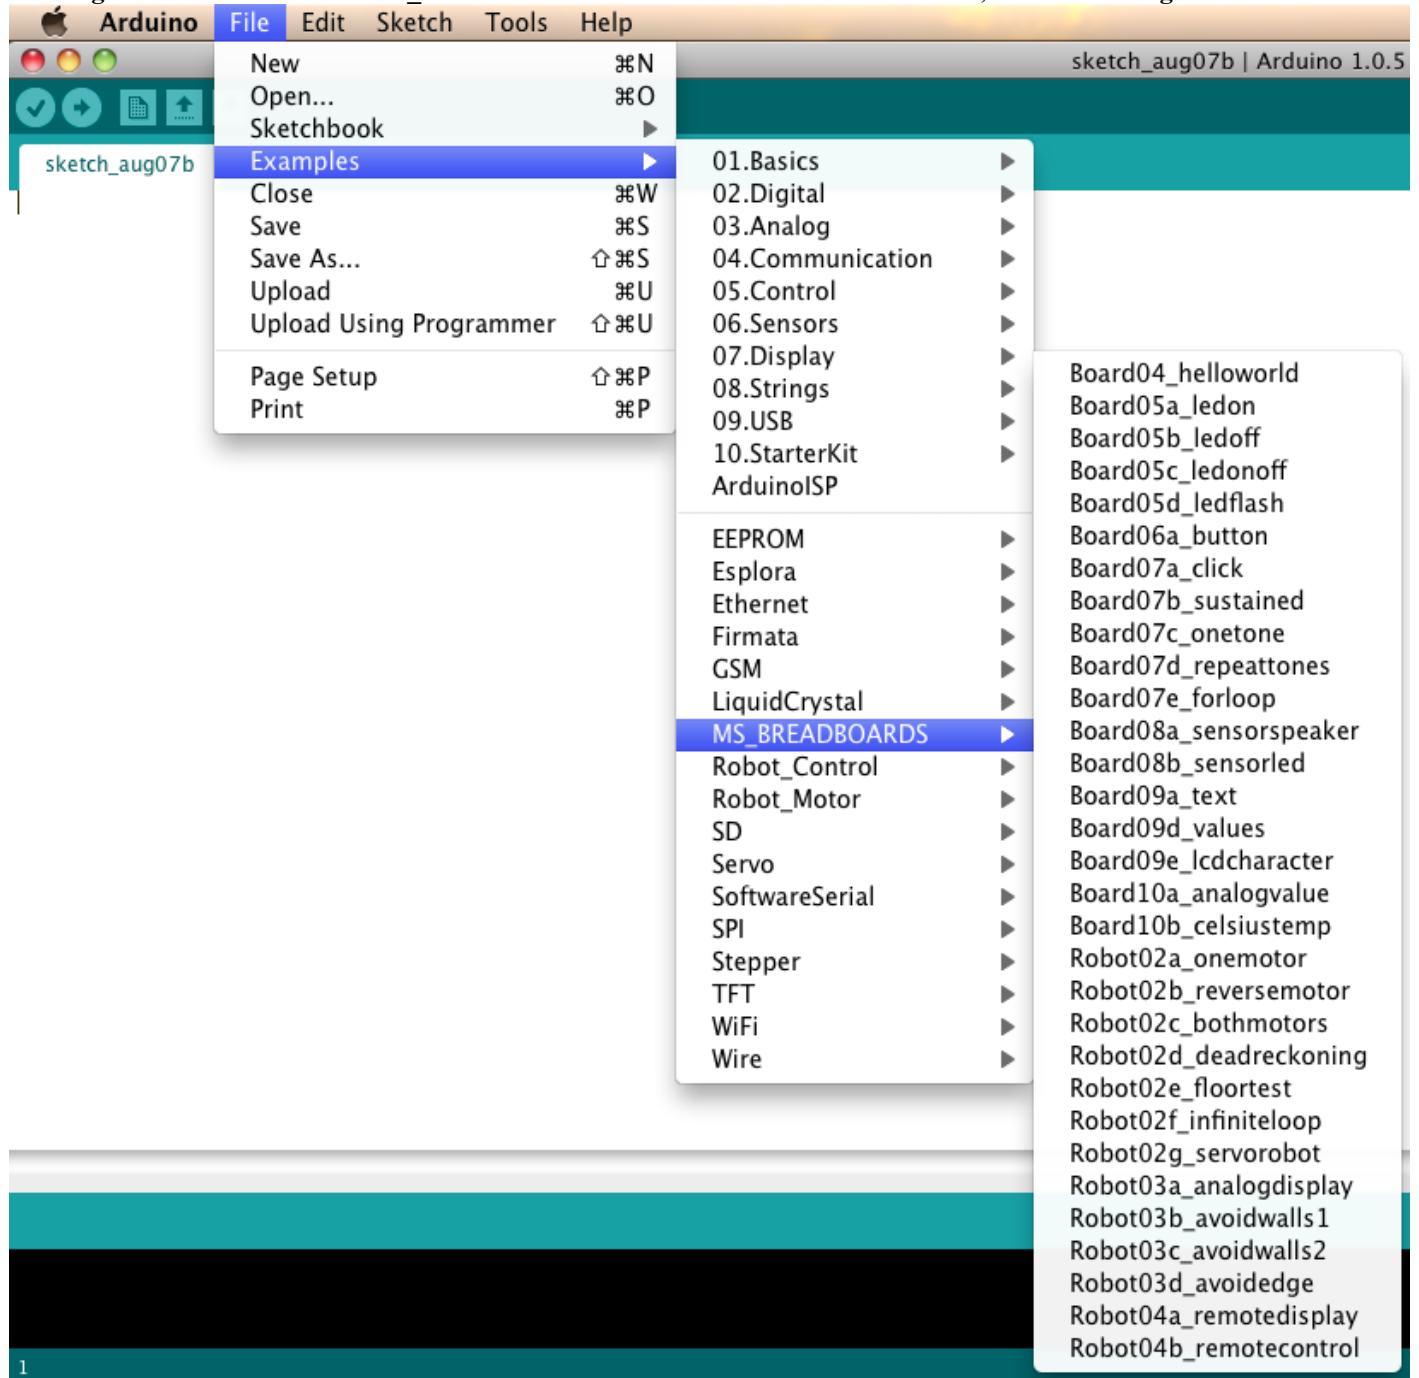 Arduino File Edit Sketch Tools Help
sketch_aug07b | Arduino 1.0.5
sketch_aug07b
New ⌘N
Open... ⌘O
Sketchbook ▶
Examples ▶
Close ⌘W
Save ⌘S
Save As... ⇧⌘S
Upload ⌘U
Upload Using Programmer ⇧⌘U
Page Setup ⇧⌘P
Print ⌘P
01.Basics ▶
02.Digital ▶
03.Analog ▶
04.Communication ▶
05.Control ▶
06.Sensors ▶
07.Display ▶
08.Strings ▶
09.USB ▶
10.StarterKit ▶
ArduinoISP
EEPROM ▶
Esplora ▶
Ethernet ▶
Firmata ▶
GSM ▶
LiquidCrystal ▶
MS_BREADBOARDS ▶
Robot_Control ▶
Robot_Motor ▶
SD ▶
Servo ▶
SoftwareSerial ▶
SPI ▶
Stepper ▶
TFT ▶
WiFi ▶
Wire ▶
Board04_helloworld
Board05a_ledon
Board05b_ledoff
Board05c_ledonoff
Board05d_ledflash
Board06a_button
Board07a_click
Board07b_sustained
Board07c_onetone
Board07d_repeattones
Board07e_forloop
Board08a_sensorspeaker
Board08b_sensorled
Board09a_text
Board09d_values
Board09e_lcdcharacter
Board10a_analogvalue
Board10b_celsiustemp
Robot02a_onemotor
Robot02b_reversemotor
Robot02c_bothmotors
Robot02d_deadreckoning
Robot02e_floortest
Robot02f_infiniteloop
Robot02g_servorobot
Robot03a_analogdisplay
Robot03b_avoidwalls1
Robot03c_avoidwalls2
Robot03d_avoidedge
Robot04a_remotedisplay
Robot04b_remotecontrol
1